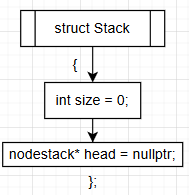 struct Stack
{
int size = 0;
nodestack* head = nullptr;
};